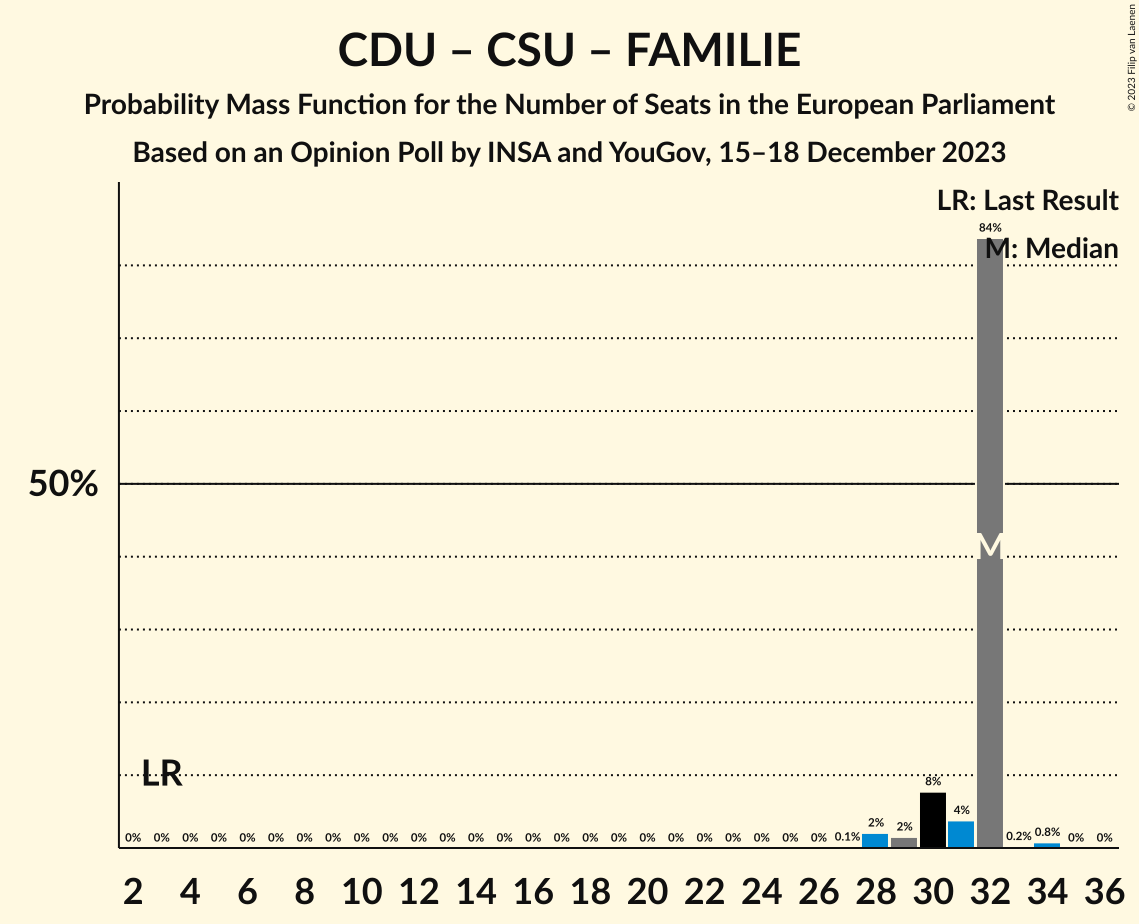 CDU – CSU – FAMILIE
Probability Mass Function for the Number of Seats in the European Parliament
Based on an Opinion Poll by INSA and YouGov, 15–18 December 2023
© 2023 Filip van Laenen
LR: Last Result
84%
M: Median
50%
M
LR
0% 0% 0% 0% 0% 0% 0% 0% 0% 0% 0% 0% 0% 0% 0% 0% 0% 0% 0% 0% 0% 0% 0% 0% 0% 0.1% 2% 2% 8% 4% 0.2% 0.8% 0% 0%
2 4 6 8 10 12 14 16 18 20 22 24 26 28 30 32 34 36